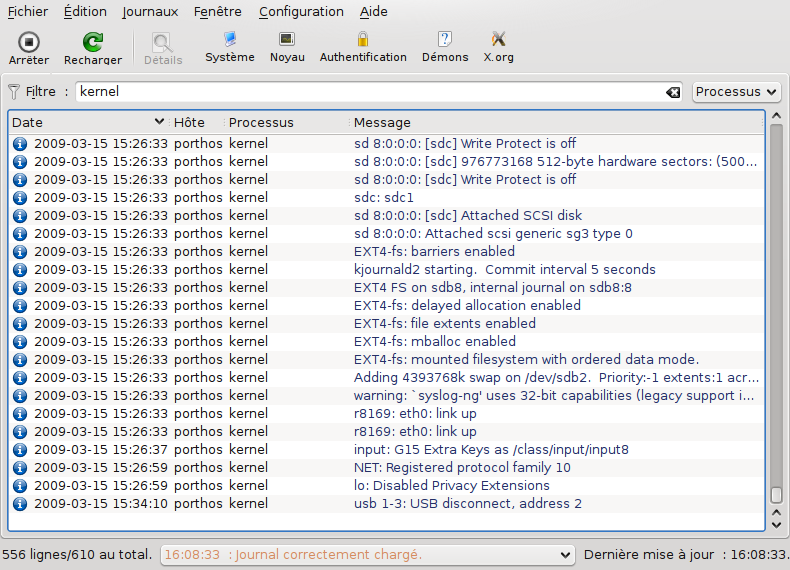 Fichier Édition Journaux Fenêtre Configuration Aide
Arrêter Recharger Détails Système Noyau Authentification Démons X.org
Filtre : kernel Processus
Date Hôte Processus Message
2009-03-15 15:26:33 porthos kernel sd 8:0:0:0: [sdc] Write Protect is off
2009-03-15 15:26:33 porthos kernel sd 8:0:0:0: [sdc] 976773168 512-byte hardware sectors: (500...
2009-03-15 15:26:33 porthos kernel sd 8:0:0:0: [sdc] Write Protect is off
2009-03-15 15:26:33 porthos kernel sdc: sdc1
2009-03-15 15:26:33 porthos kernel sd 8:0:0:0: [sdc] Attached SCSI disk
2009-03-15 15:26:33 porthos kernel sd 8:0:0:0: Attached scsi generic sg3 type 0
2009-03-15 15:26:33 porthos kernel EXT4-fs: barriers enabled
2009-03-15 15:26:33 porthos kernel kjournald2 starting.  Commit interval 5 seconds
2009-03-15 15:26:33 porthos kernel EXT4 FS on sdb8, internal journal on sdb8:8
2009-03-15 15:26:33 porthos kernel EXT4-fs: delayed allocation enabled
2009-03-15 15:26:33 porthos kernel EXT4-fs: file extents enabled
2009-03-15 15:26:33 porthos kernel EXT4-fs: mballoc enabled
2009-03-15 15:26:33 porthos kernel EXT4-fs: mounted filesystem with ordered data mode.
2009-03-15 15:26:33 porthos kernel Adding 4393768k swap on /dev/sdb2.  Priority:-1 extents:1 acr...
2009-03-15 15:26:33 porthos kernel warning: `syslog-ng' uses 32-bit capabilities (legacy support i...
2009-03-15 15:26:33 porthos kernel r8169: eth0: link up
2009-03-15 15:26:33 porthos kernel r8169: eth0: link up
2009-03-15 15:26:37 porthos kernel input: G15 Extra Keys as /class/input/input8
2009-03-15 15:26:59 porthos kernel NET: Registered protocol family 10
2009-03-15 15:26:59 porthos kernel lo: Disabled Privacy Extensions
2009-03-15 15:34:10 porthos kernel usb 1-3: USB disconnect, address 2
556 lignes/610 au total. 16:08:33 : Journal correctement chargé. Dernière mise à jour : 16:08:33.